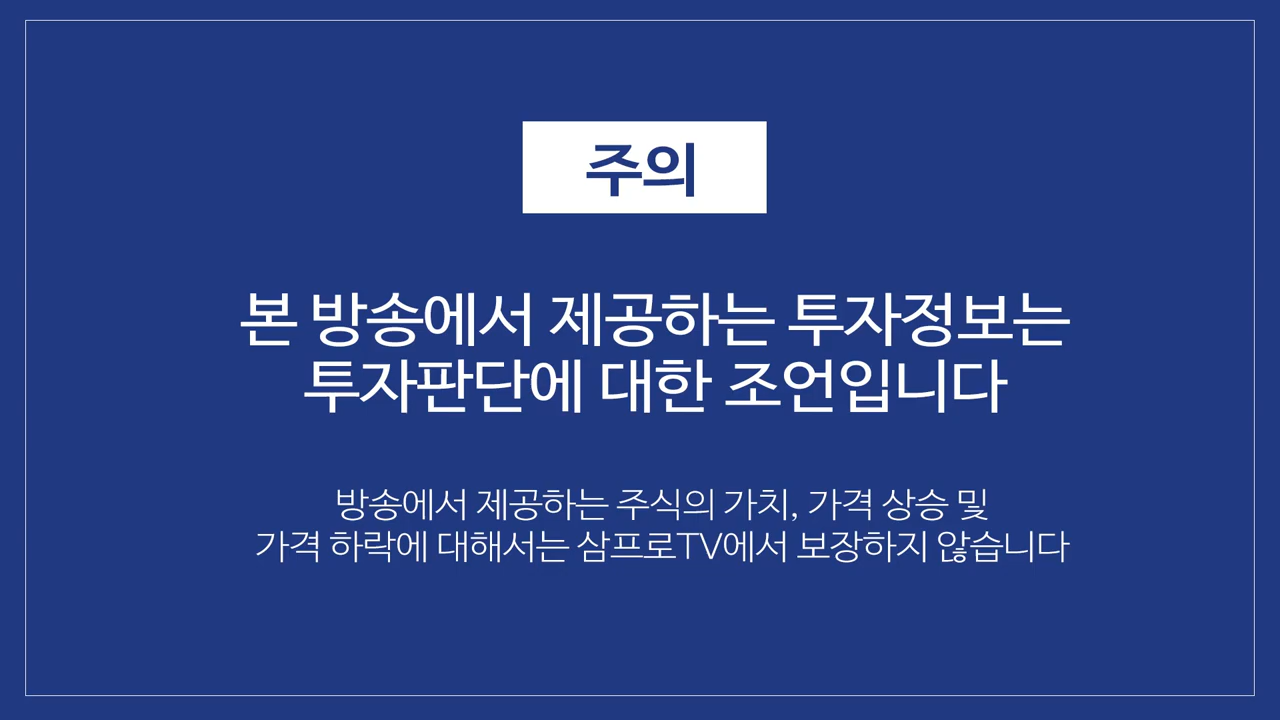 주의
본 방송에서 제공하는 투자정보는
투자판단에 대한 조언입니다
방송에서 제공하는 주식의 가치, 가격 상승 및
가격 하락에 대해서는 삼프로TV에서 보장하지 않습니다